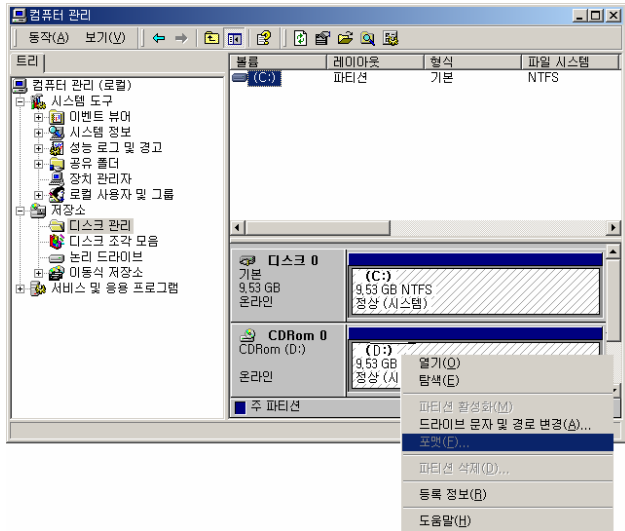 컴퓨터 관리
동작(A) 보기(V)
트리
컴퓨터 관리 (로컬)
시스템 도구
이벤트 뷰어
시스템 정보
성능 로그 및 경고
공유 폴더
장치 관리자
로컬 사용자 및 그룹
저장소
디스크 관리
디스크 조각 모음
논리 드라이브
이동식 저장소
서비스 및 응용 프로그램
볼륨 레이아웃 형식 파일 시스템
(C:) 파티션 기본 NTFS
디스크 0
기본
9.53 GB
온라인
(C:)
9.53 GB NTFS
정상 (시스템)
CDRom 0
CDRom (D:)
온라인
(D:)
9.53 GB
정상 (시
주 파티션
열기(O)
탐색(E)
파티션 활성화(M)
드라이브 문자 및 경로 변경(A)...
포맷(F)...
파티션 삭제(D)...
등록 정보(R)
도움말(H)